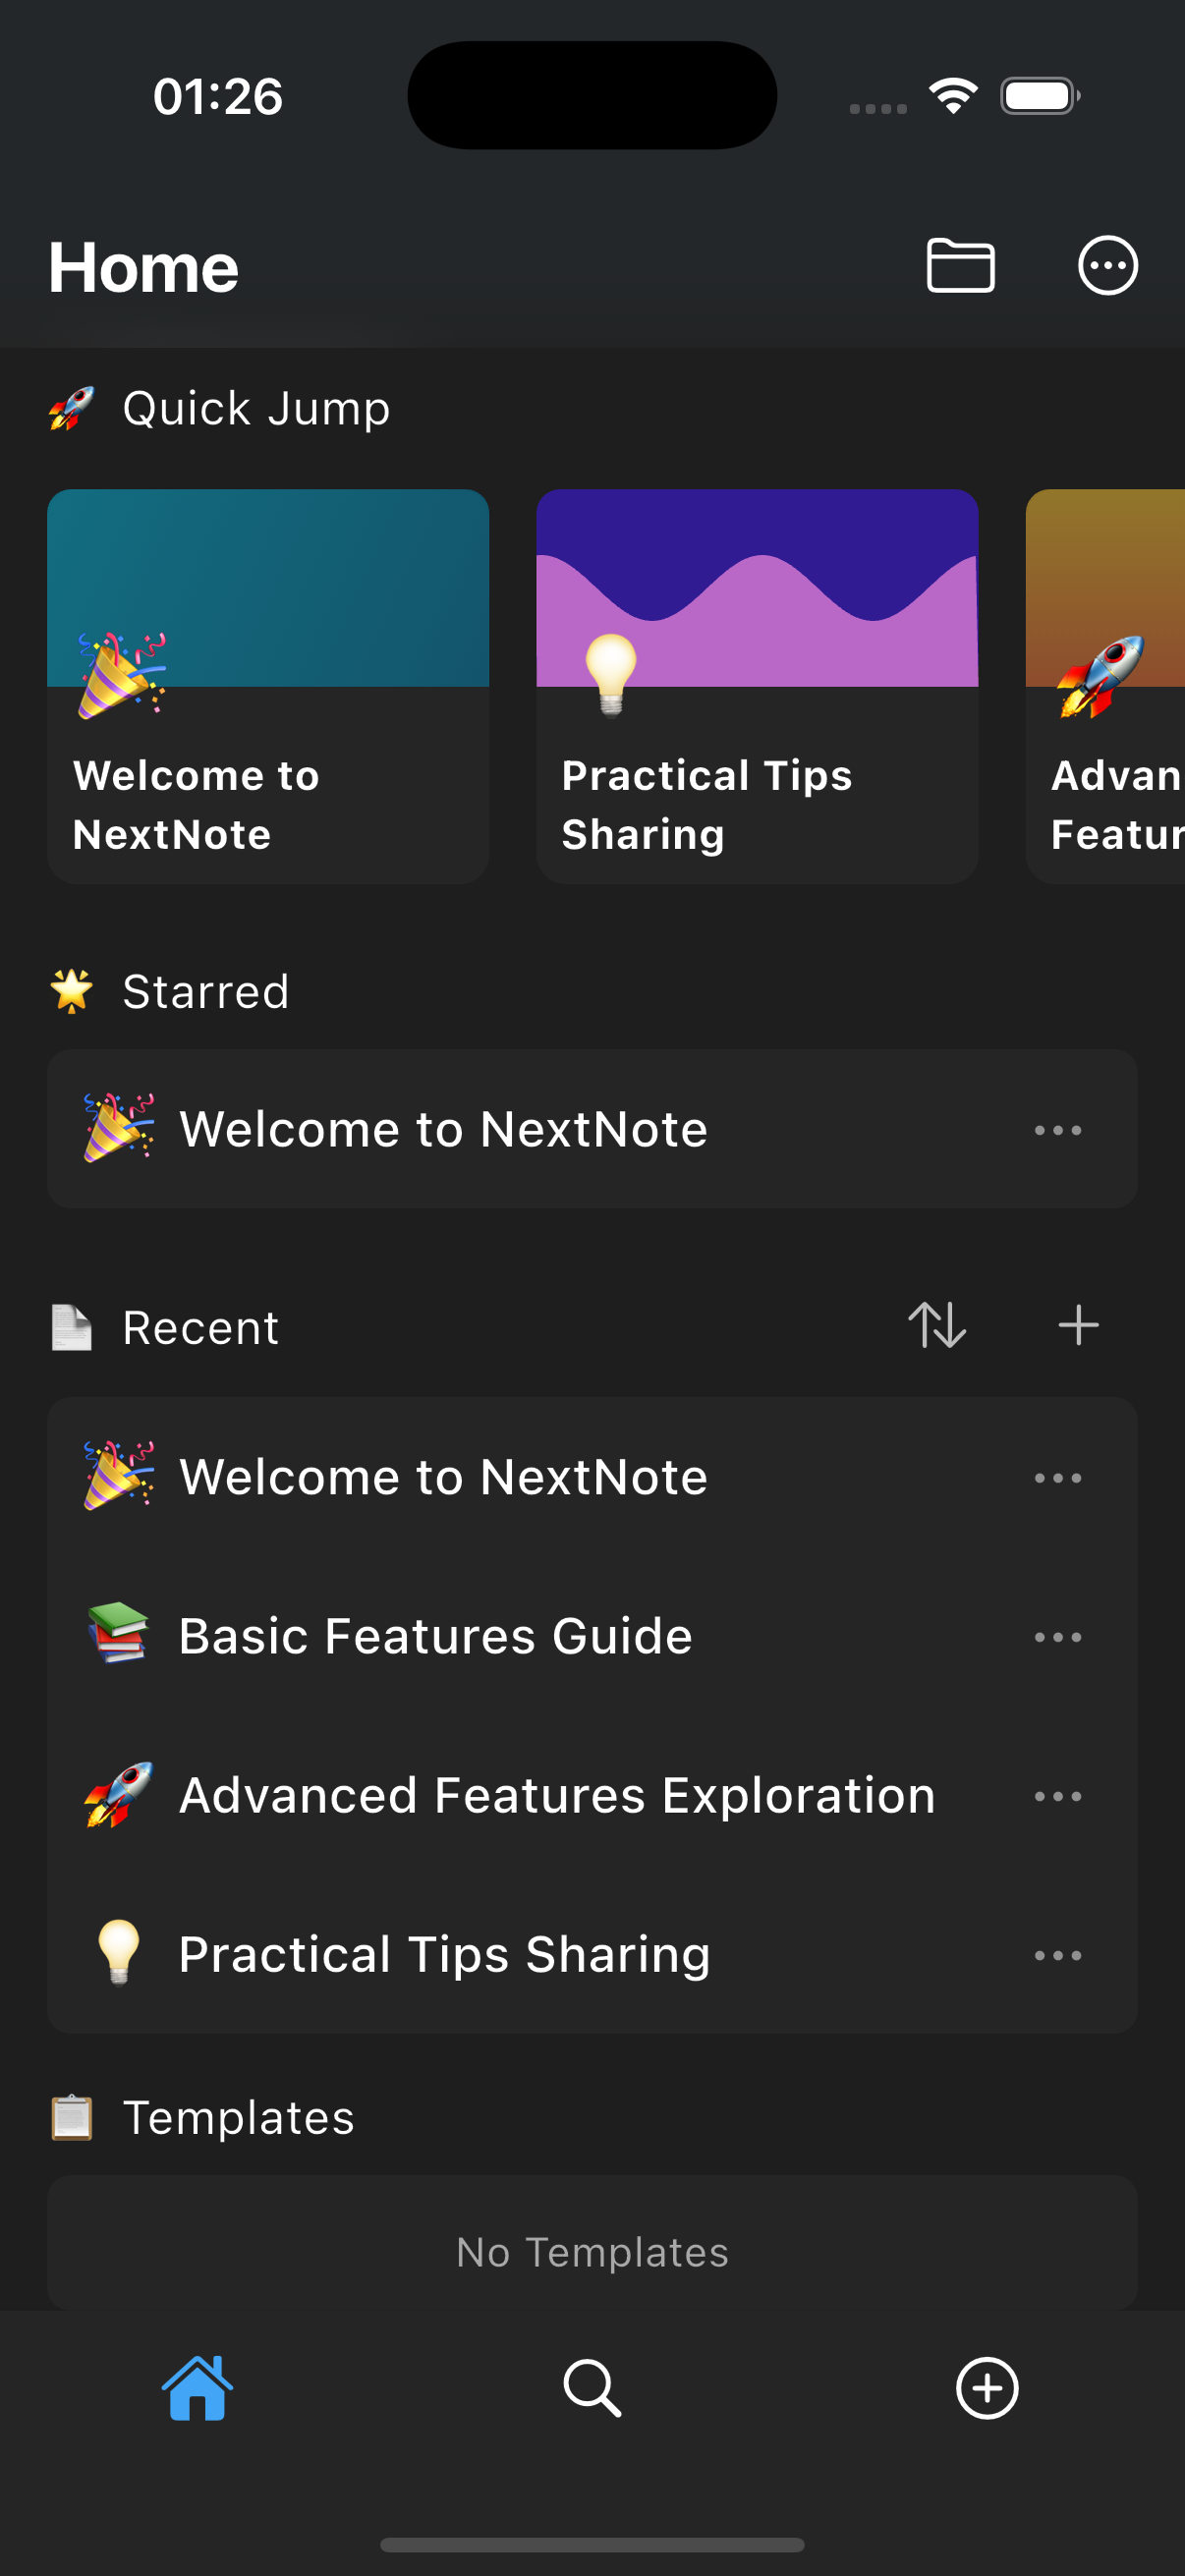 01:26
Home
Quick Jump
Welcome to
NextNote
Practical Tips
Sharing
Advan
Featur
Starred
Welcome to NextNote
Recent
Welcome to NextNote
Basic Features Guide
Advanced Features Exploration
Practical Tips Sharing
Templates
No Templates